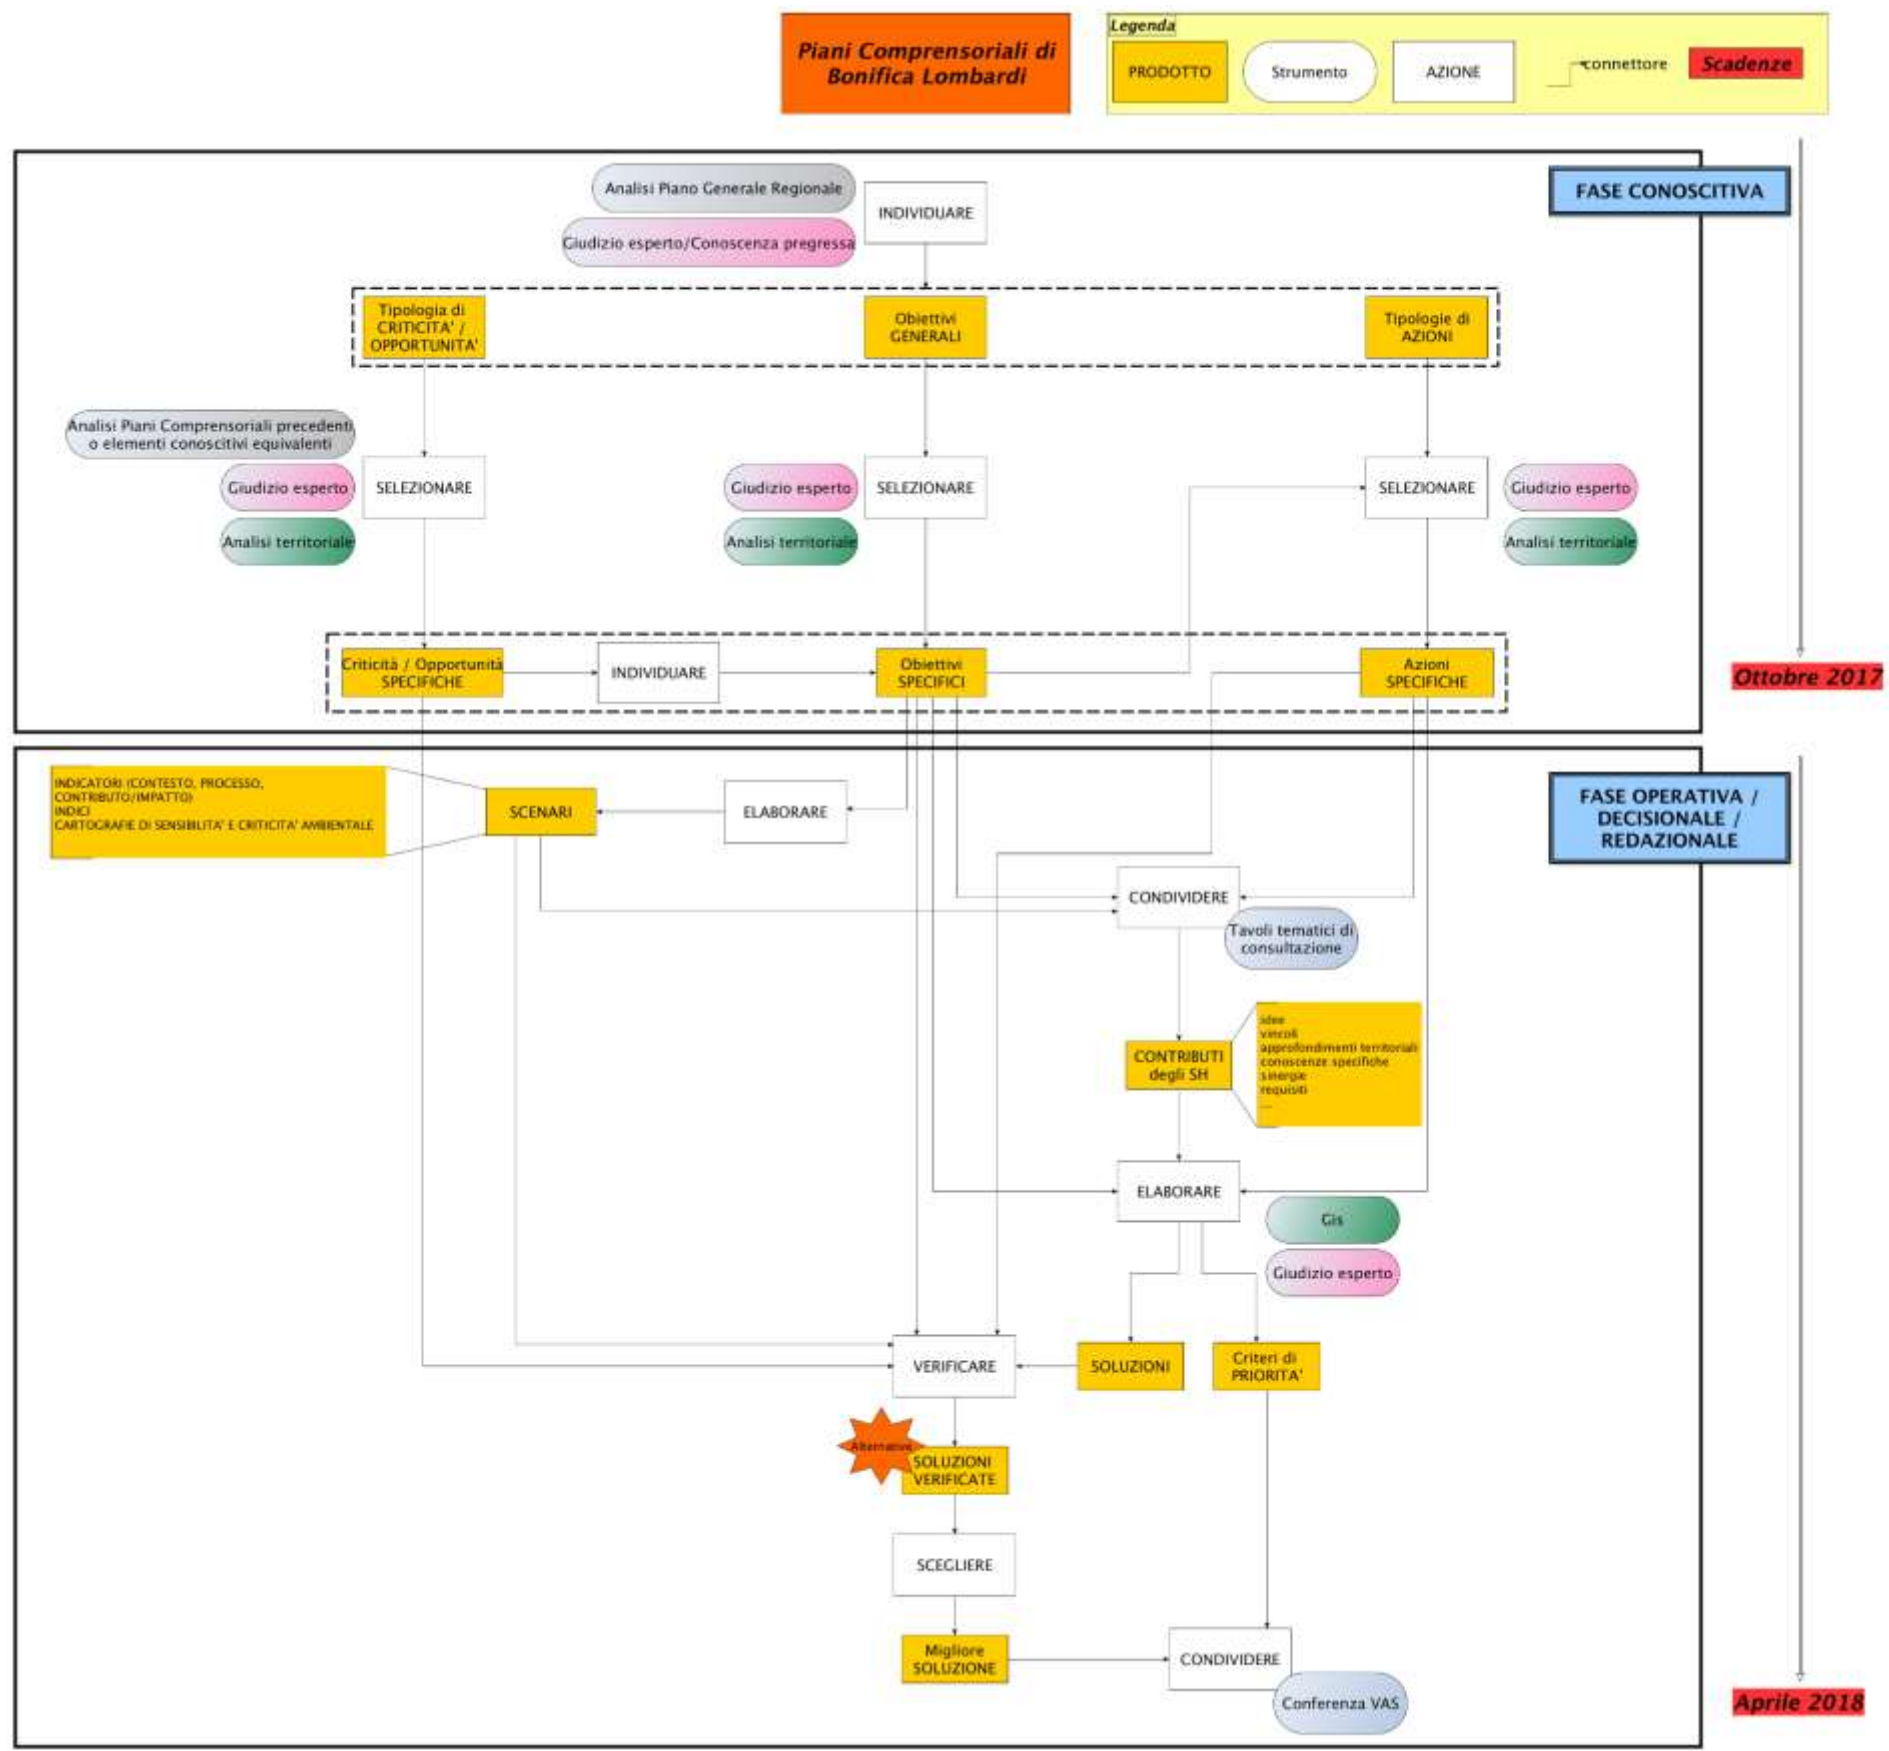 Piani Comprensoriali di
Bonifica Lombardi
Legenda
PRODOTTO
Strumento
AZIONE
connettore
Scadenze
FASE CONOSCITIVA
Analisi Piano Generale Regionale
INDIVIDUARE
Giudizio esperto/Conoscenza pregressa
Tipologia di
CRITICITA' /
OPPORTUNITA'
Obiettivi
GENERALI
Tipologie di
AZIONI
Analisi Piani Comprensoriali precedenti
o elementi conoscitivi equivalenti
Giudizio esperto
SELEZIONARE
Analisi territoriale
Giudizio esperto
SELEZIONARE
Analisi territoriale
SELEZIONARE
Giudizio esperto
Analisi territoriale
Criticità / Opportunità
SPECIFICHE
INDIVIDUARE
Obiettivi
SPECIFICI
Azioni
SPECIFICHE
Ottobre 2017
FASE OPERATIVA /
DECISIONALE /
REDAZIONALE
INDICATORI (CONTESTO, PROCESSO,
CONTRIBUTO/IMPATTO)
INDICI
CARTOGRAFIE DI SENSIBILITA' E CRITICITA' AMBIENTALE
SCENARI
ELABORARE
CONDIVIDERE
Tavoli tematici di
consultazione
CONTRIBUTI
degli SH
idee
vincoli
approfondimenti territoriali
conoscenze specifiche
sinergie
requisiti
...
ELABORARE
Gis
Giudizio esperto
VERIFICARE
SOLUZIONI
Criteri di
PRIORITA'
Alternative
SOLUZIONI
VERIFICATE
SCEGLIERE
Migliore
SOLUZIONE
CONDIVIDERE
Conferenza VAS
Aprile 2018